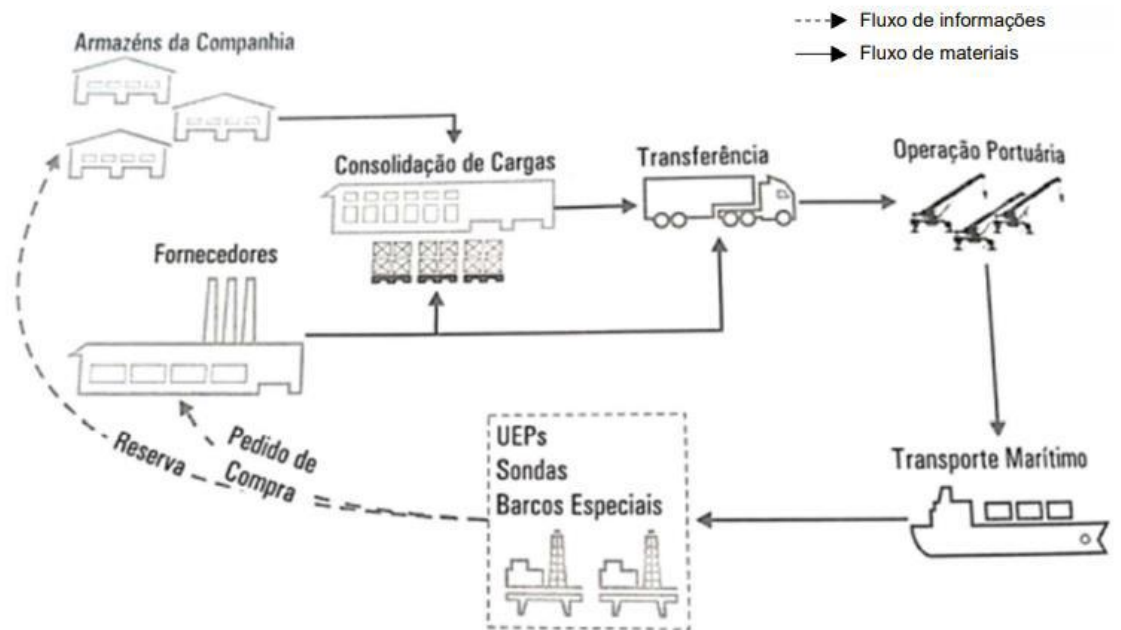 Fluxo de informações
Fluxo de materiais
Armazéns da Companhia
Consolidação de Cargas
Transferência
Operação Portuária
Fornecedores
Reserva
Pedido de
Compra
UEPs
Sondas
Barcos Especiais
Transporte Marítimo